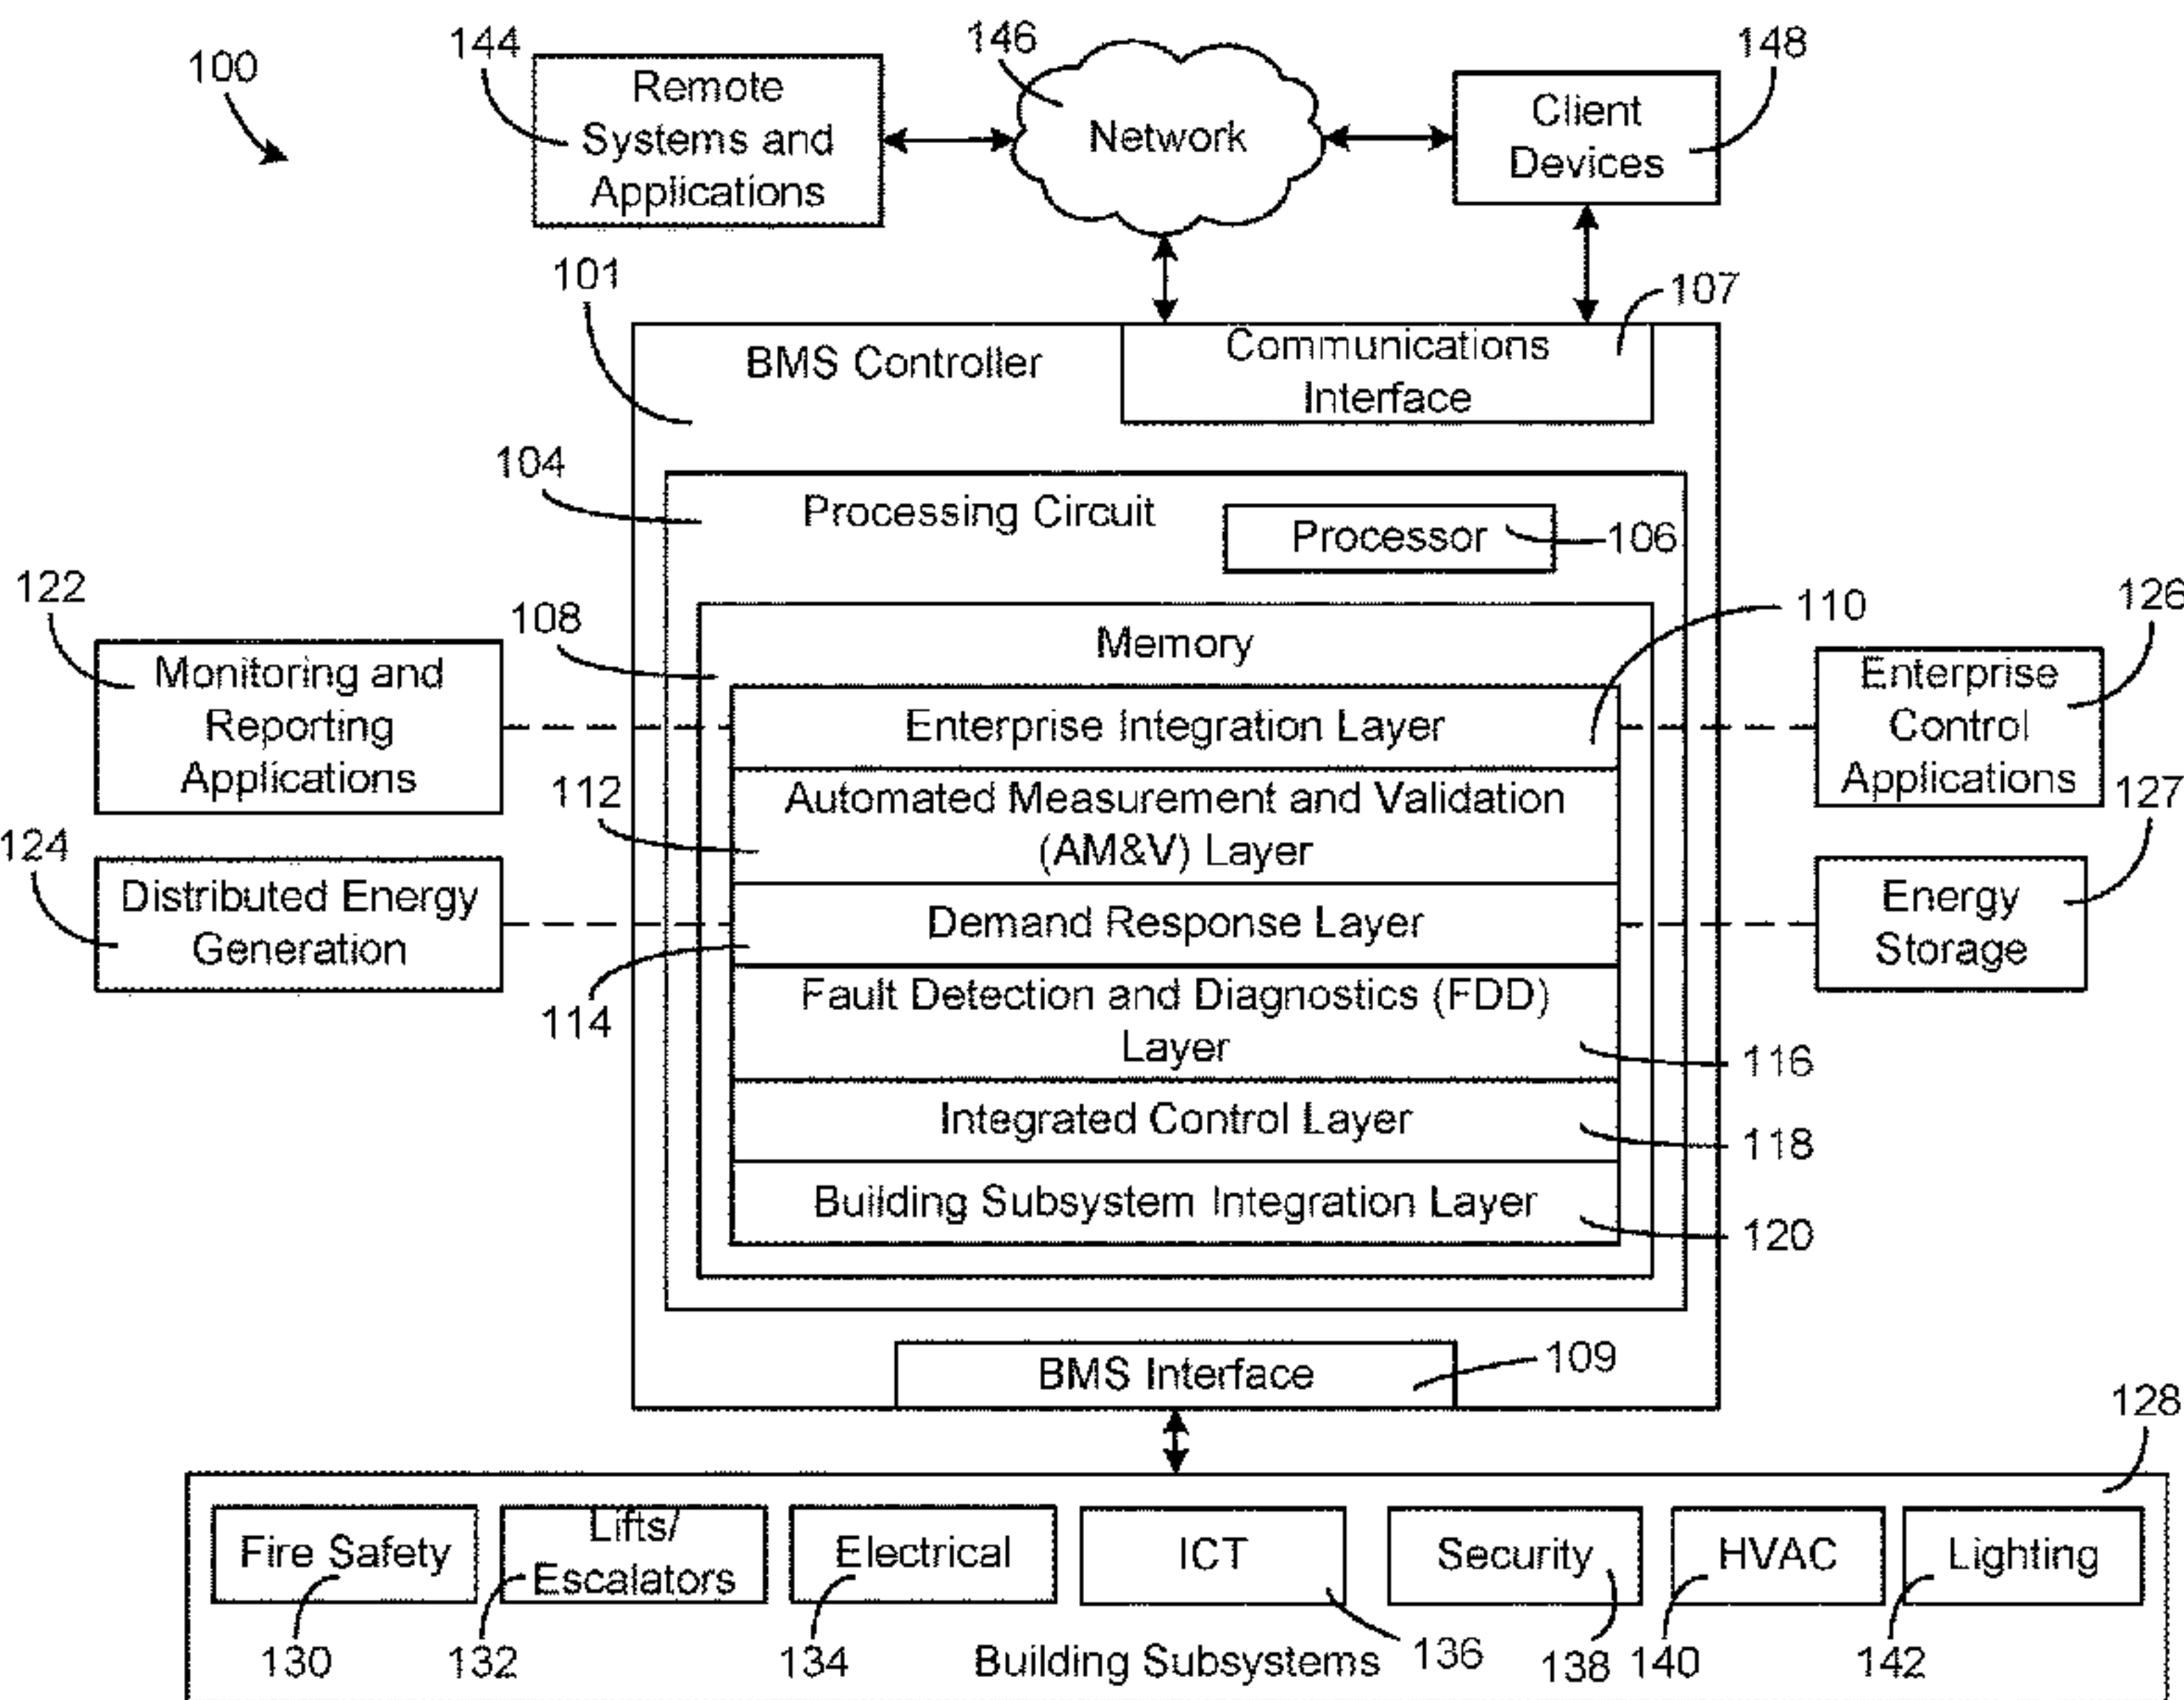 100
144
Remote
Systems and
Applications
146
Network
148
Client
Devices
101
BMS Controller
Communications
Interface
107
104
Processing Circuit
Processor
106
122
Monitoring and
Reporting
Applications
108
Memory
110
126
Enterprise
Control
Applications
Enterprise Integration Layer
112
Automated Measurement and Validation
(AM&V) Layer
127
124
Distributed Energy
Generation
Demand Response Layer
Energy
Storage
114
Fault Detection and Diagnostics (FDD)
Layer
116
Integrated Control Layer
118
Building Subsystem Integration Layer
120
BMS Interface
109
128
Fire Safety
Lifts/
Escalators
Electrical
ICT
Security
HVAC
Lighting
130
132
134
Building Subsystems
136
138
140
142